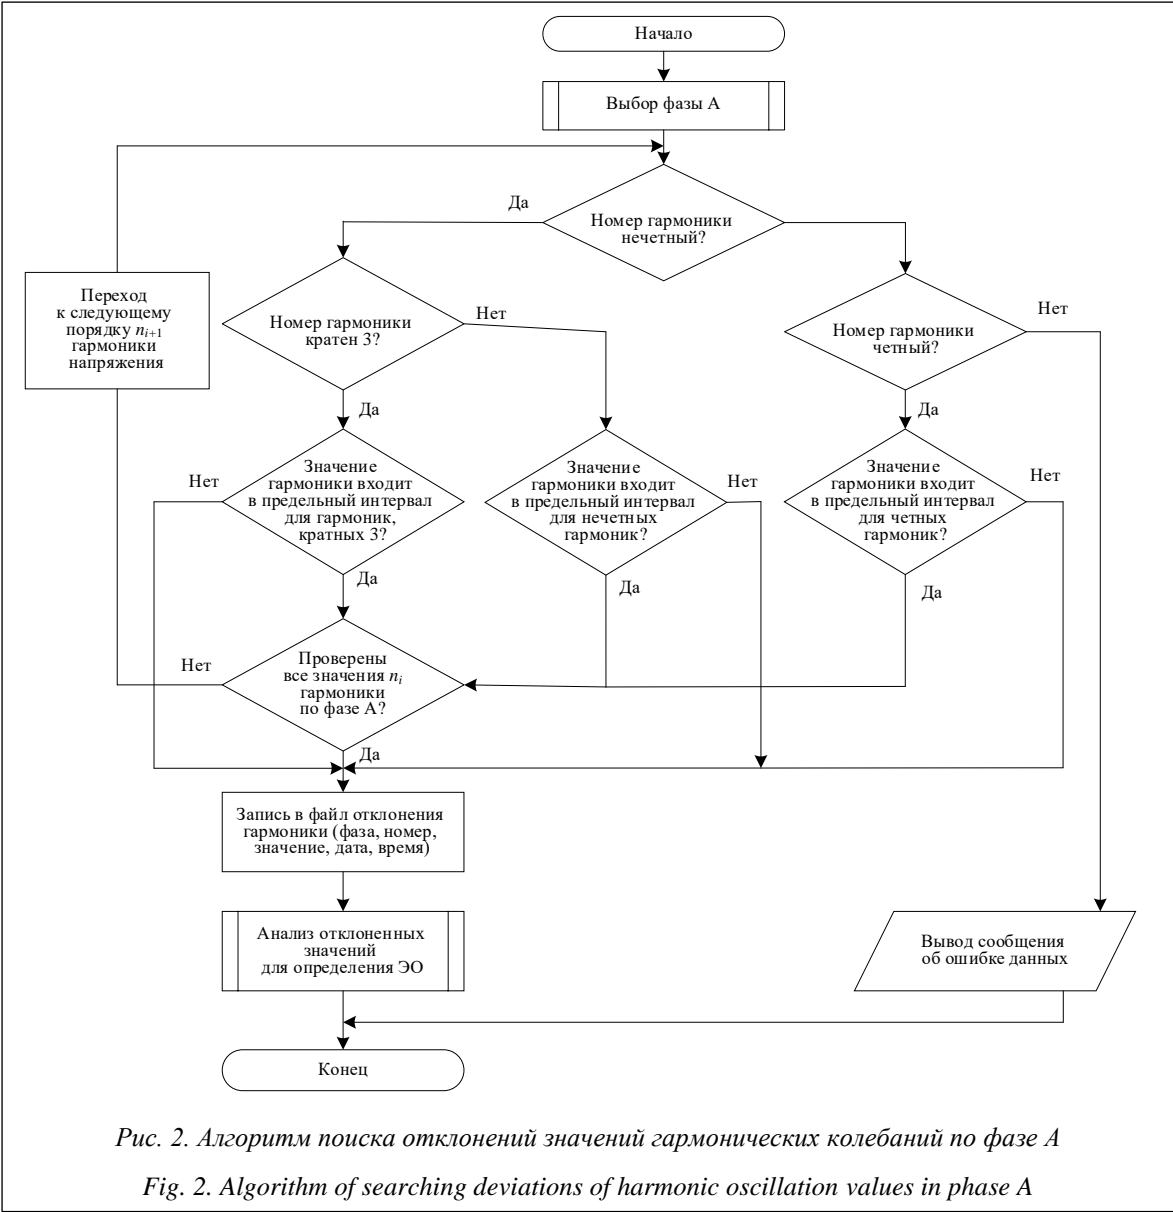 Начало
Выбор фазы А
Да
Номер гармоники
нечетный?
Переход
к следующему
порядку nᵢ₊₁
гармоники
напряжения
Номер гармоники
кратен 3?
Нет
Номер гармоники
четный?
Нет
Да
Да
Нет
Значение
гармоники входит
в предельный интервал
для гармоник,
кратных 3?
Значение
гармоники входит
в предельный интервал
для нечетных
гармоник?
Нет
Значение
гармоники входит
в предельный интервал
для четных
гармоник?
Нет
Да
Да
Да
Нет
Проверены
все значения nᵢ
гармоники
по фазе А?
Да
Запись в файл отклонения
гармоники (фаза, номер,
значение, дата, время)
Анализ отклоненных
значений
для определения ЭО
Вывод сообщения
об ошибке данных
Конец
Рис. 2. Алгоритм поиска отклонений значений гармонических колебаний по фазе А
Fig. 2. Algorithm of searching deviations of harmonic oscillation values in phase A